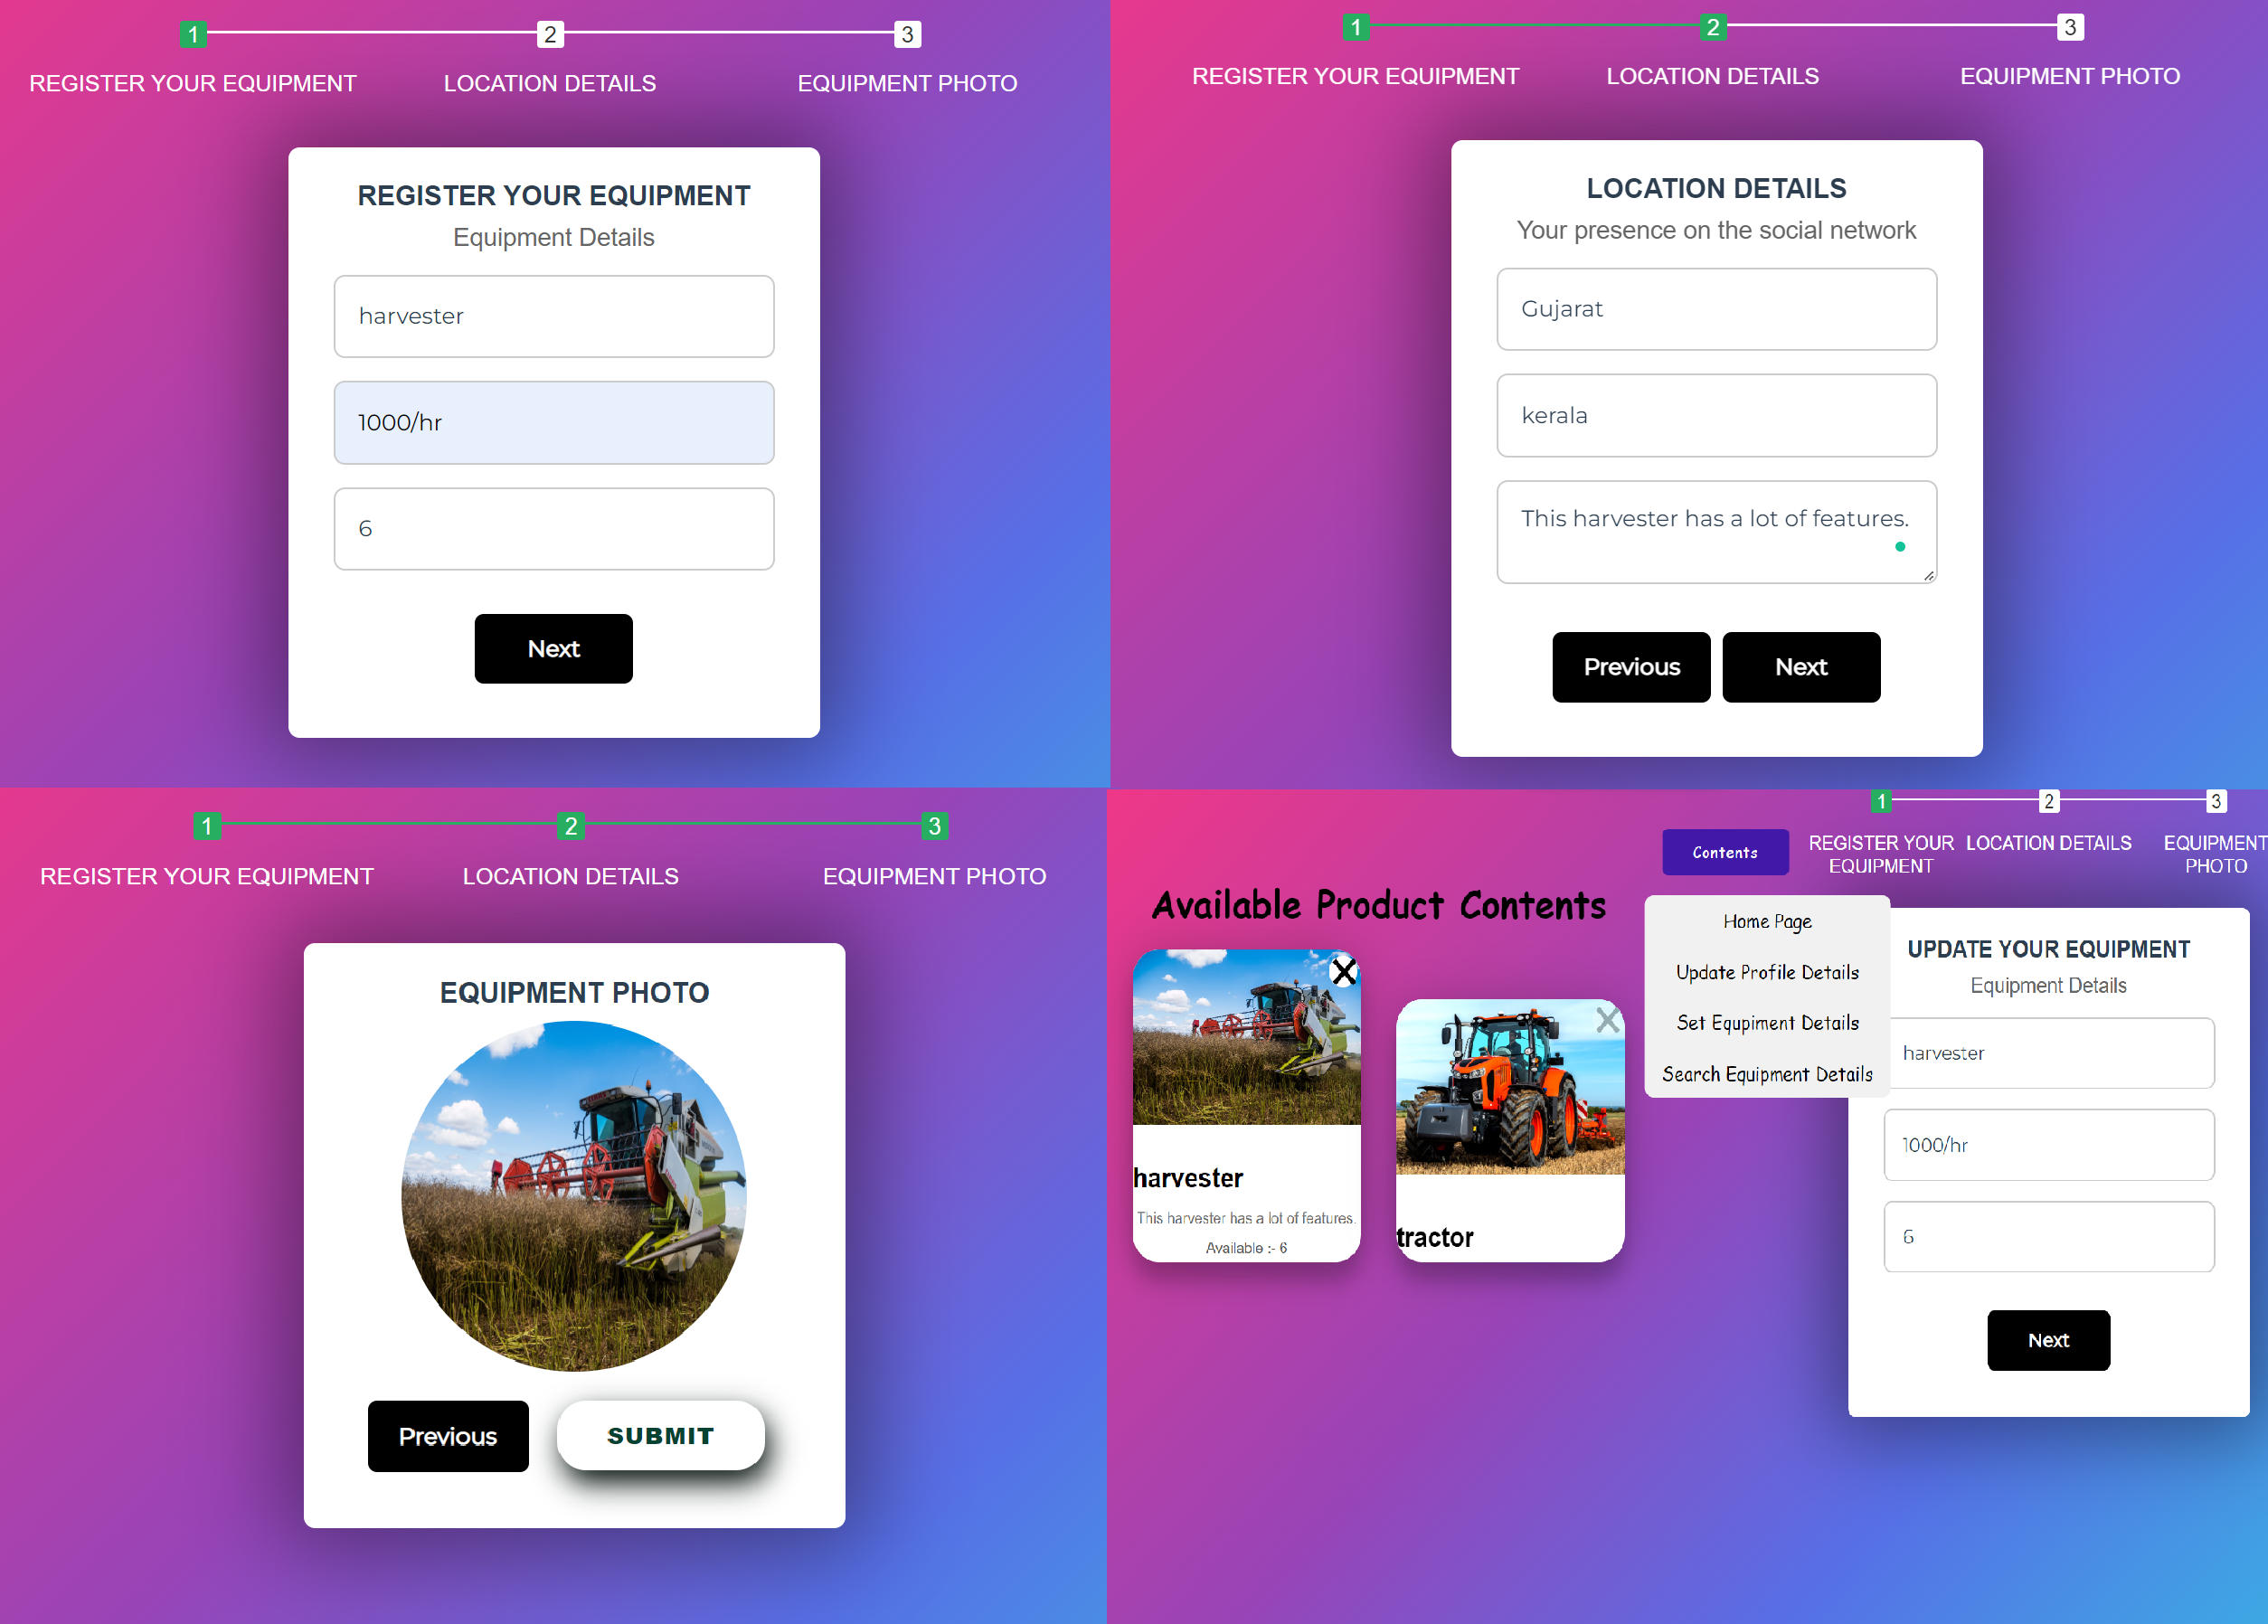 1 2 3
REGISTER YOUR EQUIPMENT LOCATION DETAILS EQUIPMENT PHOTO
REGISTER YOUR EQUIPMENT
Equipment Details
harvester
1000/hr
6
Next
1 2 3
REGISTER YOUR EQUIPMENT LOCATION DETAILS EQUIPMENT PHOTO
LOCATION DETAILS
Your presence on the social network
Gujarat
kerala
This harvester has a lot of features.
Previous Next
1 2 3
REGISTER YOUR EQUIPMENT LOCATION DETAILS EQUIPMENT PHOTO
EQUIPMENT PHOTO
Previous SUBMIT
Available Product Contents
X
harvester
This harvester has a lot of features.
Available :- 6
X
tractor
Contents
Home Page
Update Profile Details
Set Equpiment Details
Search Equipment Details
1 2 3
REGISTER YOUR
EQUIPMENT
LOCATION DETAILS
EQUIPMENT
PHOTO
UPDATE YOUR EQUIPMENT
Equipment Details
harvester
1000/hr
6
Next